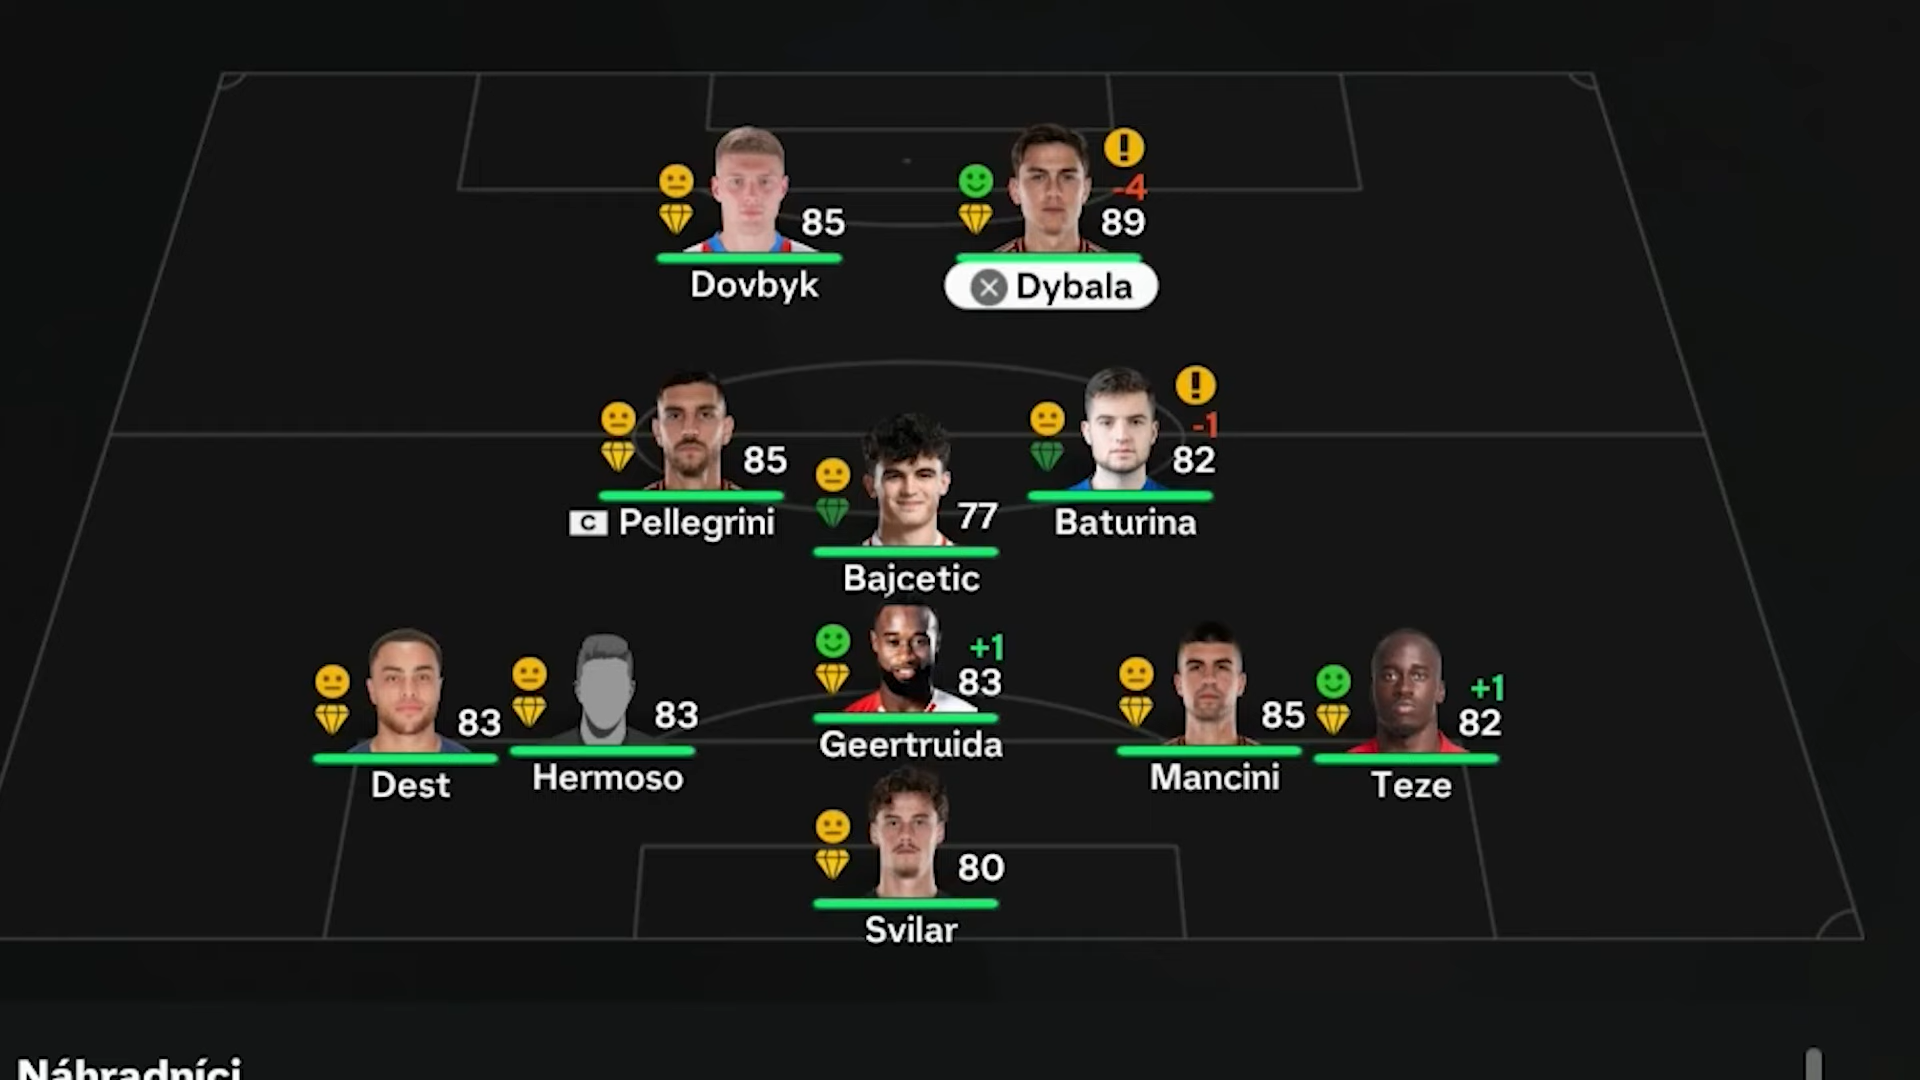 -4
85
89
Dovbyk
Dybala
-1
85
82
C Pellegrini
77
Baturina
Bajcetic
+1
83
83
83
85
+1
82
Dest
Hermoso
Geertruida
Mancini
Teze
80
Svilar
Náhradníci